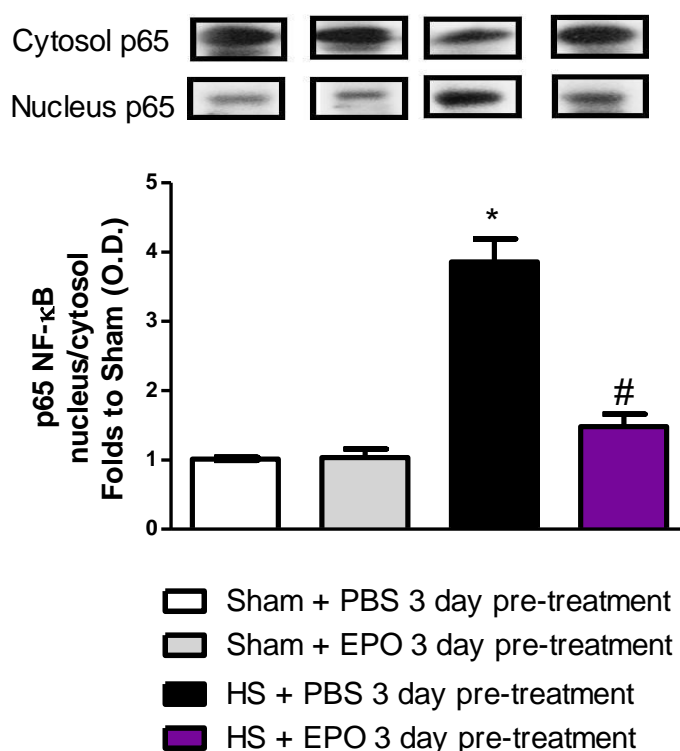 Cytosol p65
Nucleus p65
p65 NF-κB
nucleus/cytosol
Folds to Sham (O.D.)
5
4
3
2
1
0
*
#
Sham + PBS 3 day pre-treatment
Sham + EPO 3 day pre-treatment
HS + PBS 3 day pre-treatment
HS + EPO 3 day pre-treatment